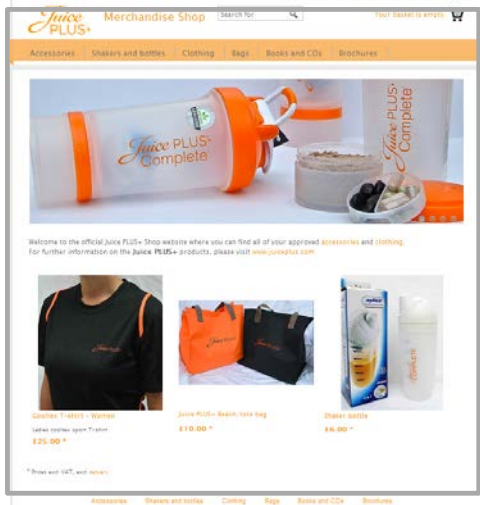 Juice
PLUS+
Merchandise Shop
Search for
Your basket is empty
Accessories Shakers and bottles Clothing Bags Books and CDs Brochures
Juice PLUS+
Complete
Juice PLUS+
Complete
Welcome to the official Juice PLUS+ Shop website where you can find all of your approved accessories and clothing.
For further information on the Juice PLUS+ products, please visit www.juiceplus.com
Coollex T-shirt - Women
Ladies coollex sport T-shirt
£25.00 *
Juice PLUS+ Beach/tote bag
£10.00 *
Shaker bottle
£6.00 *
* Prices excl VAT, excl delivery
Accessories Shakers and bottles Clothing Bags Books and CDs Brochures